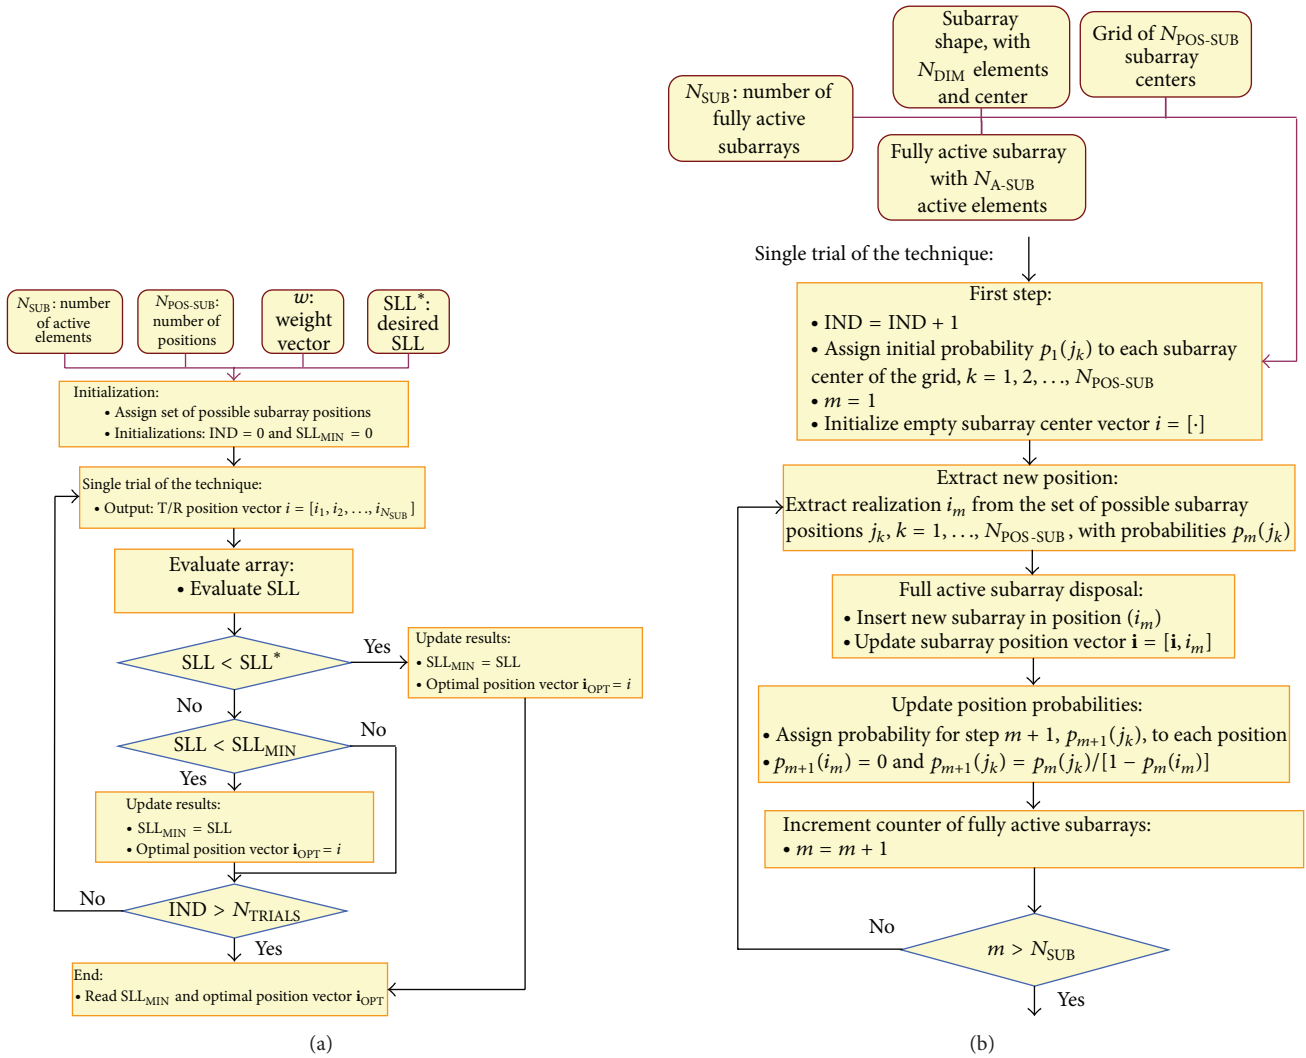 N_SUB: number
of active
elements
N_POS-SUB:
number of
positions
w:
weight
vector
SLL*:
desired
SLL
Initialization:
• Assign set of possible subarray positions
• Initializations: IND = 0 and SLL_MIN = 0
Single trial of the technique:
• Output: T/R position vector i = [i_1, i_2, …, i_N_SUB]
Evaluate array:
• Evaluate SLL
SLL < SLL*
Yes
Update results:
• SLL_MIN = SLL
• Optimal position vector i_OPT = i
No
SLL < SLL_MIN
No
Yes
Update results:
• SLL_MIN = SLL
• Optimal position vector i_OPT = i
No
IND > N_TRIALS
Yes
End:
• Read SLL_MIN and optimal position vector i_OPT
(a)
N_SUB: number of
fully active
subarrays
Subarray
shape, with
N_DIM elements
and center
Grid of N_POS-SUB
subarray
centers
Fully active subarray
with N_A-SUB
active elements
Single trial of the technique:
First step:
• IND = IND + 1
• Assign initial probability p_1(j_k) to each subarray
center of the grid, k = 1, 2, …, N_POS-SUB
• m = 1
• Initialize empty subarray center vector i = [·]
Extract new position:
Extract realization i_m from the set of possible subarray
positions j_k, k = 1, …, N_POS-SUB, with probabilities p_m(j_k)
Full active subarray disposal:
• Insert new subarray in position (i_m)
• Update subarray position vector i = [i, i_m]
Update position probabilities:
• Assign probability for step m + 1, p_m+1(j_k), to each position
• p_m+1(i_m) = 0 and p_m+1(j_k) = p_m(j_k)/[1 − p_m(i_m)]
Increment counter of fully active subarrays:
• m = m + 1
No
m > N_SUB
Yes
(b)